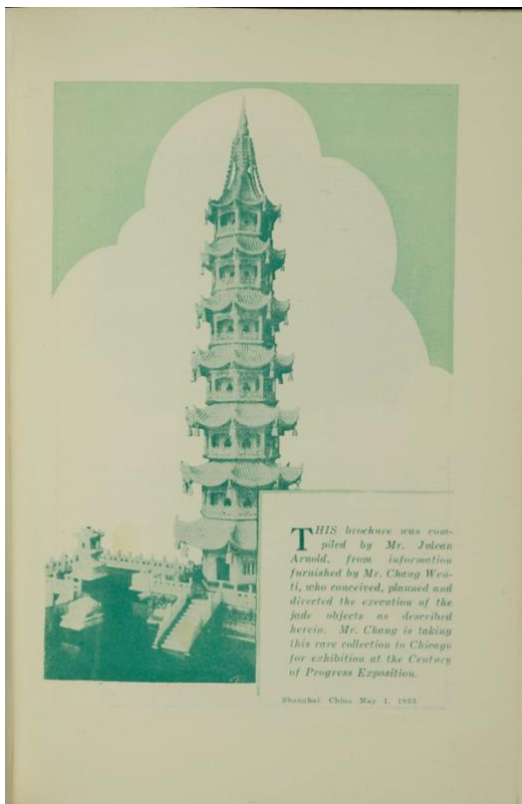 THIS brochure was com-
piled by Mr. Julean
Arnold, from information
furnished by Mr. Chang Wen-
ti, who conceived, planned and
directed the execution of the
jade objects as described
herein. Mr. Chang is taking
this rare collection to Chicago
for exhibition at the Century
of Progress Exposition.
Shanghai China May 1, 1933.